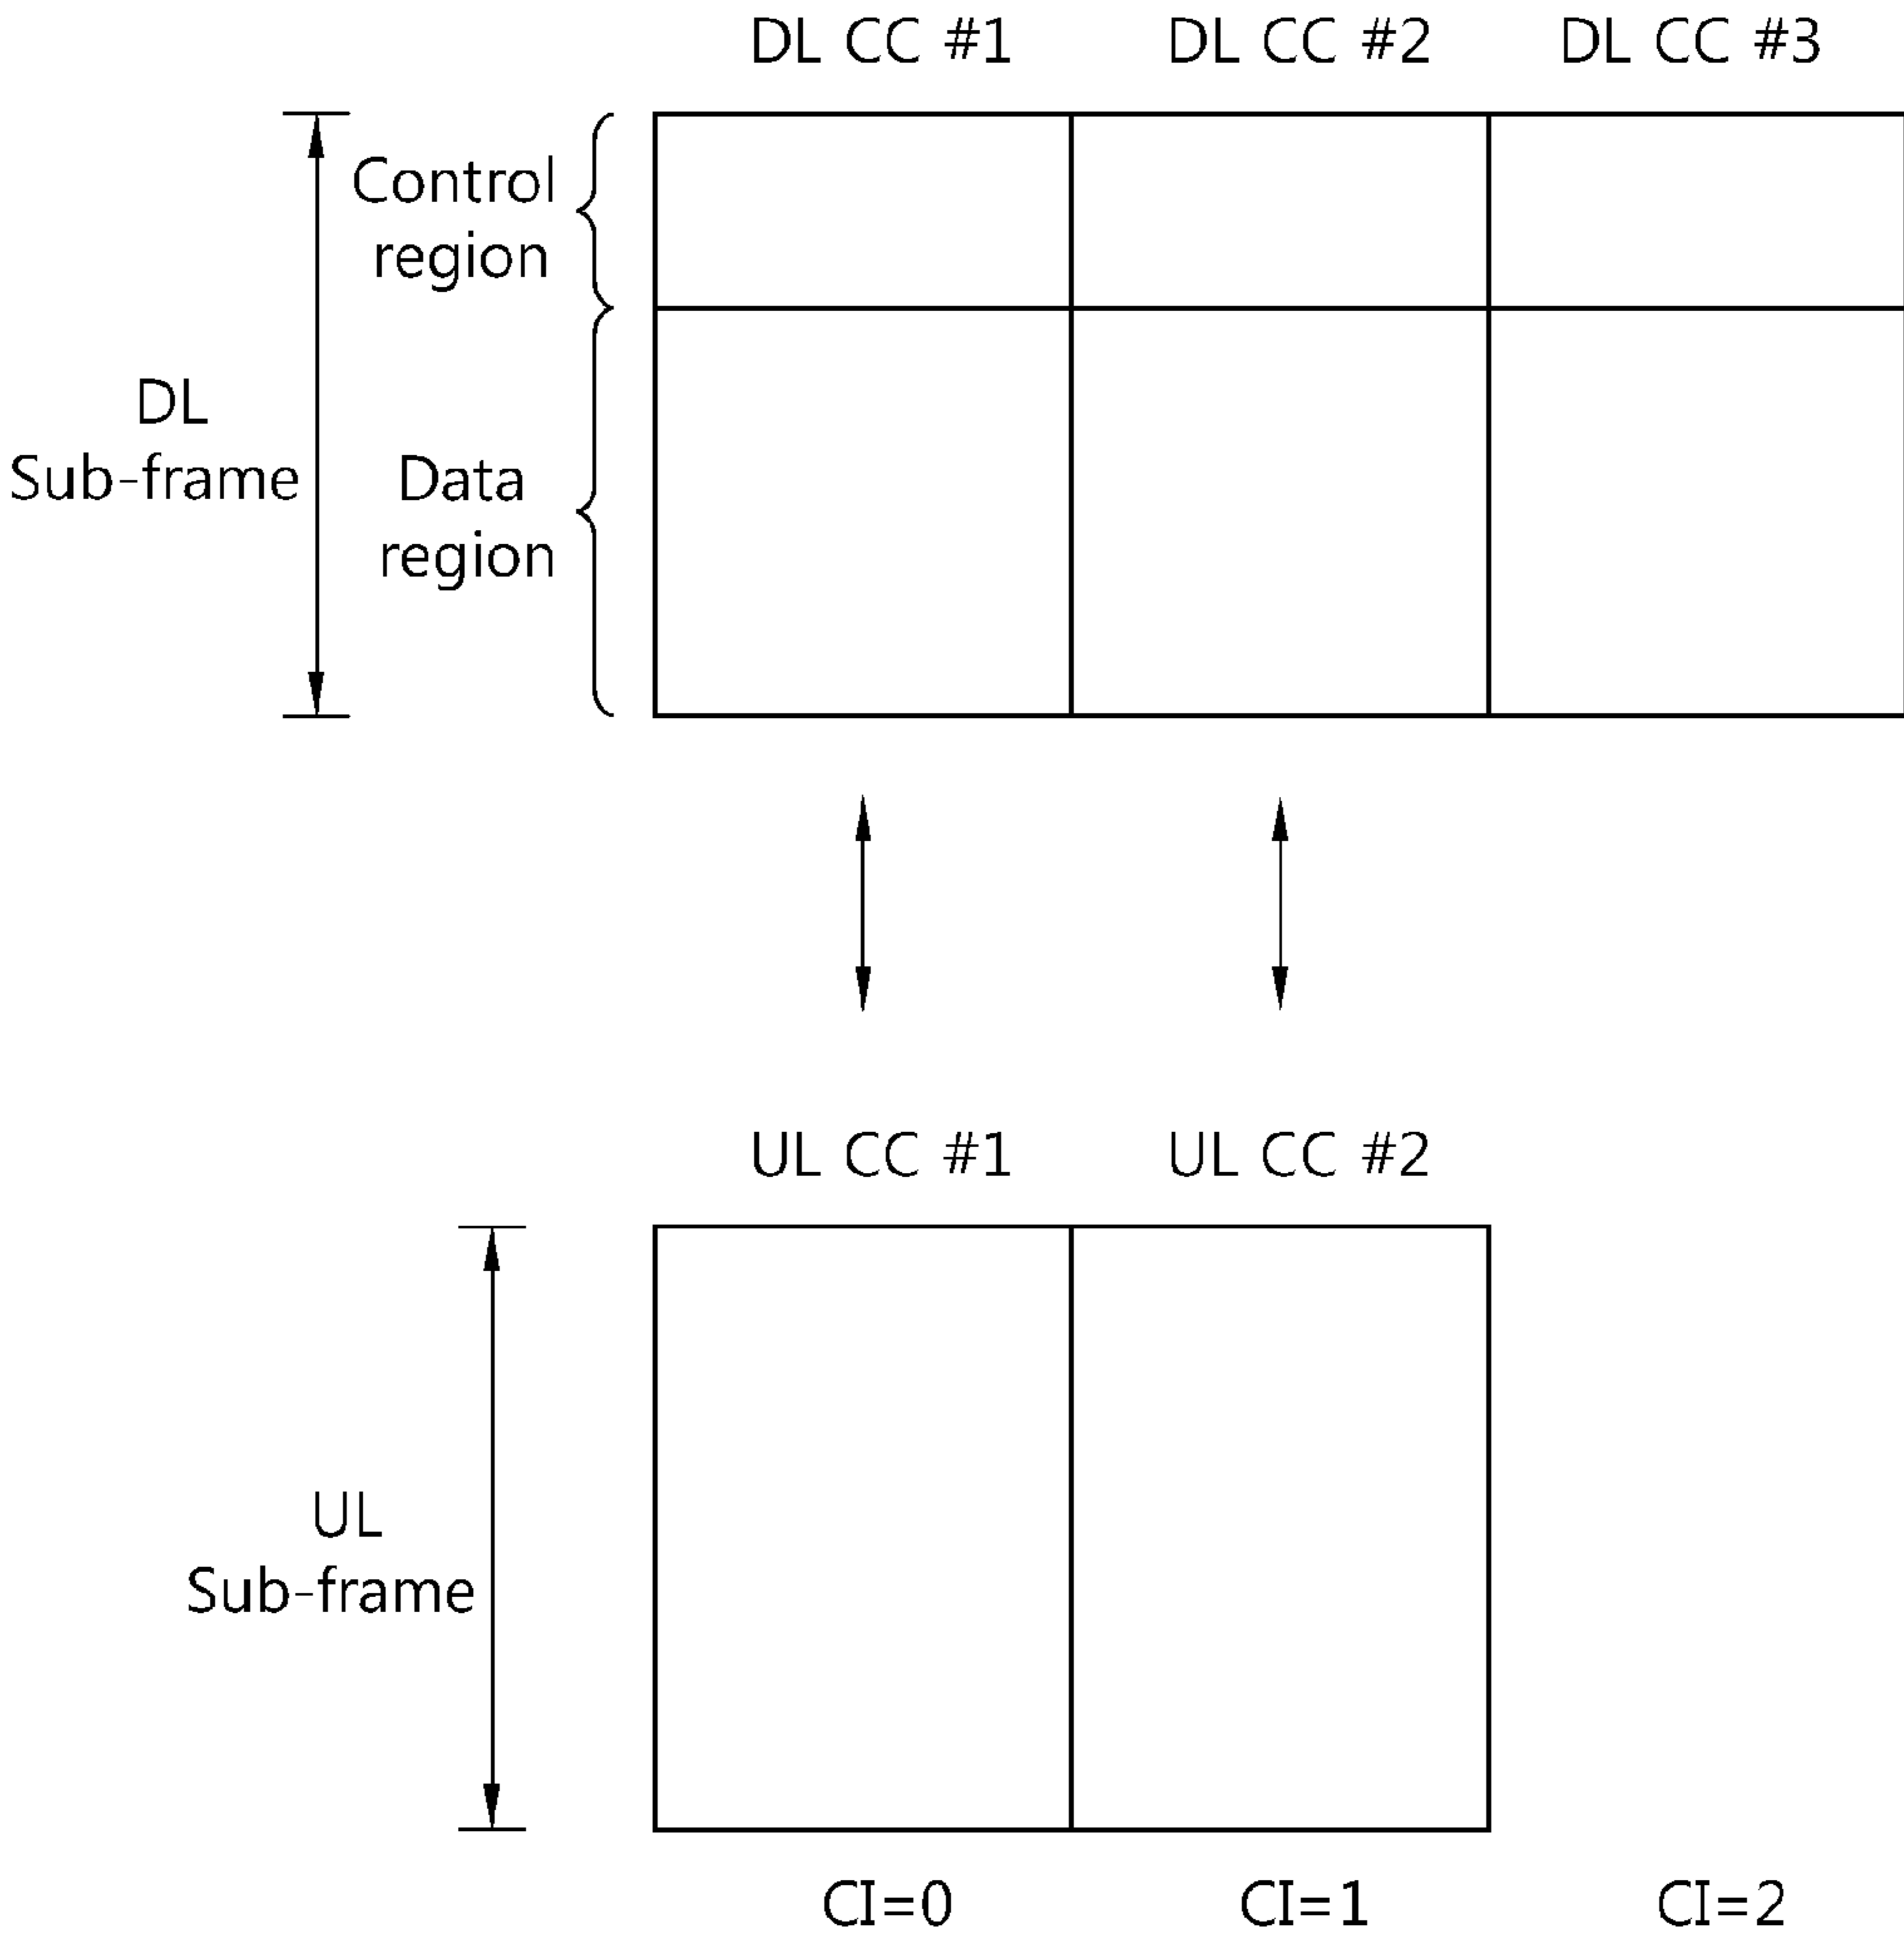 DL CC #1 DL CC #2 DL CC #3
Control
region
DL
Sub-frame
Data
region
UL CC #1 UL CC #2
UL
Sub-frame
CI=0 CI=1 CI=2